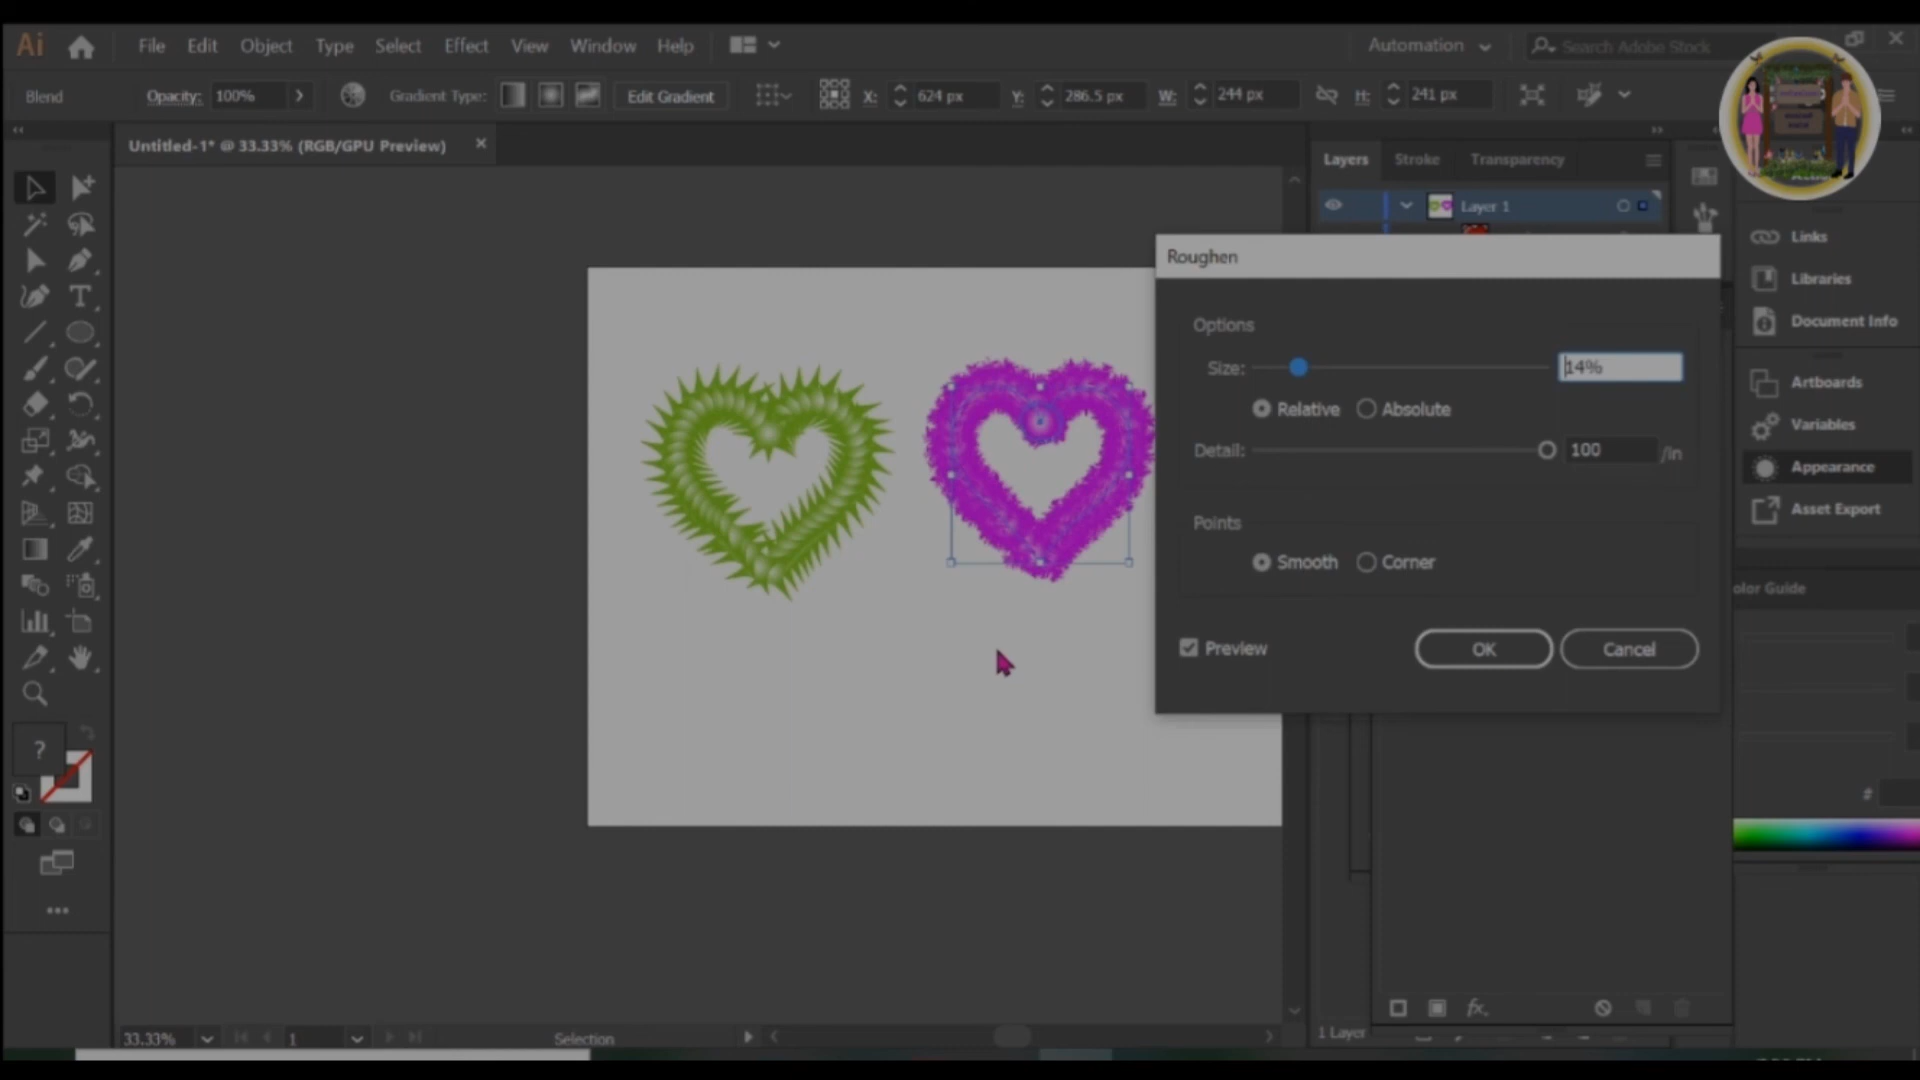 Ai File Edit Object Type Select Effect View Window Help Automation Search Adobe Stock
Blend Opacity: 100% Gradient Type: Edit Gradient X: 624 px Y: 286.5 px W: 244 px H: 241 px
Untitled-1* @ 33.33% (RGB/GPU Preview)
Layers Stroke Transparency
Layer 1
Links
Libraries
Document Info
Artboards
Variables
Appearance
Asset Export
olor Guide
#
Roughen
Options
Size: 14%
Relative Absolute
Detail: 100 /in
Points
Smooth Corner
Preview OK Cancel
?
fx
33.33% 1 Selection
1 Layer